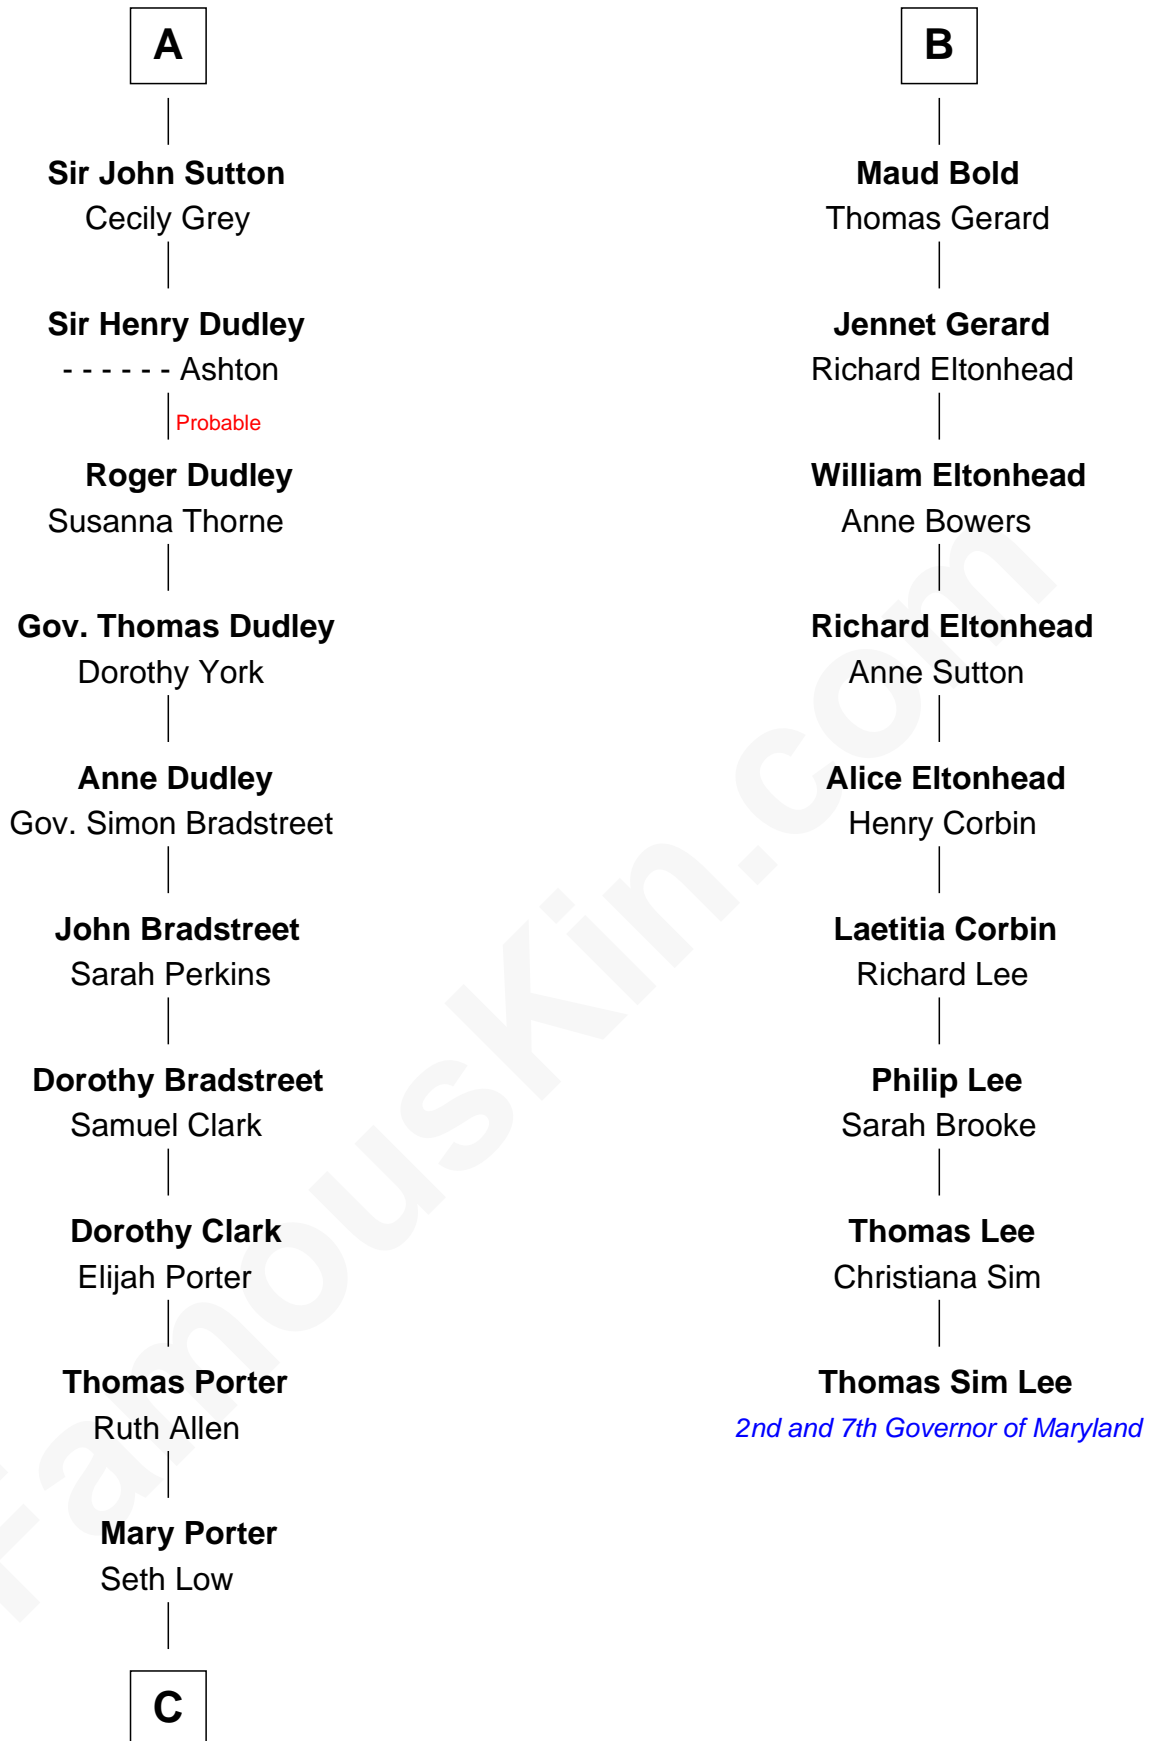 A
Sir John Sutton
Cecily Grey
Sir Henry Dudley
- - - - - - Ashton
Probable
Roger Dudley
Susanna Thorne
Gov. Thomas Dudley
Dorothy York
Anne Dudley
Gov. Simon Bradstreet
John Bradstreet
Sarah Perkins
Dorothy Bradstreet
Samuel Clark
Dorothy Clark
Elijah Porter
Thomas Porter
Ruth Allen
Mary Porter
Seth Low
C
B
Maud Bold
Thomas Gerard
Jennet Gerard
Richard Eltonhead
William Eltonhead
Anne Bowers
Richard Eltonhead
Anne Sutton
Alice Eltonhead
Henry Corbin
Laetitia Corbin
Richard Lee
Philip Lee
Sarah Brooke
Thomas Lee
Christiana Sim
Thomas Sim Lee
2nd and 7th Governor of Maryland
FamousKin.com